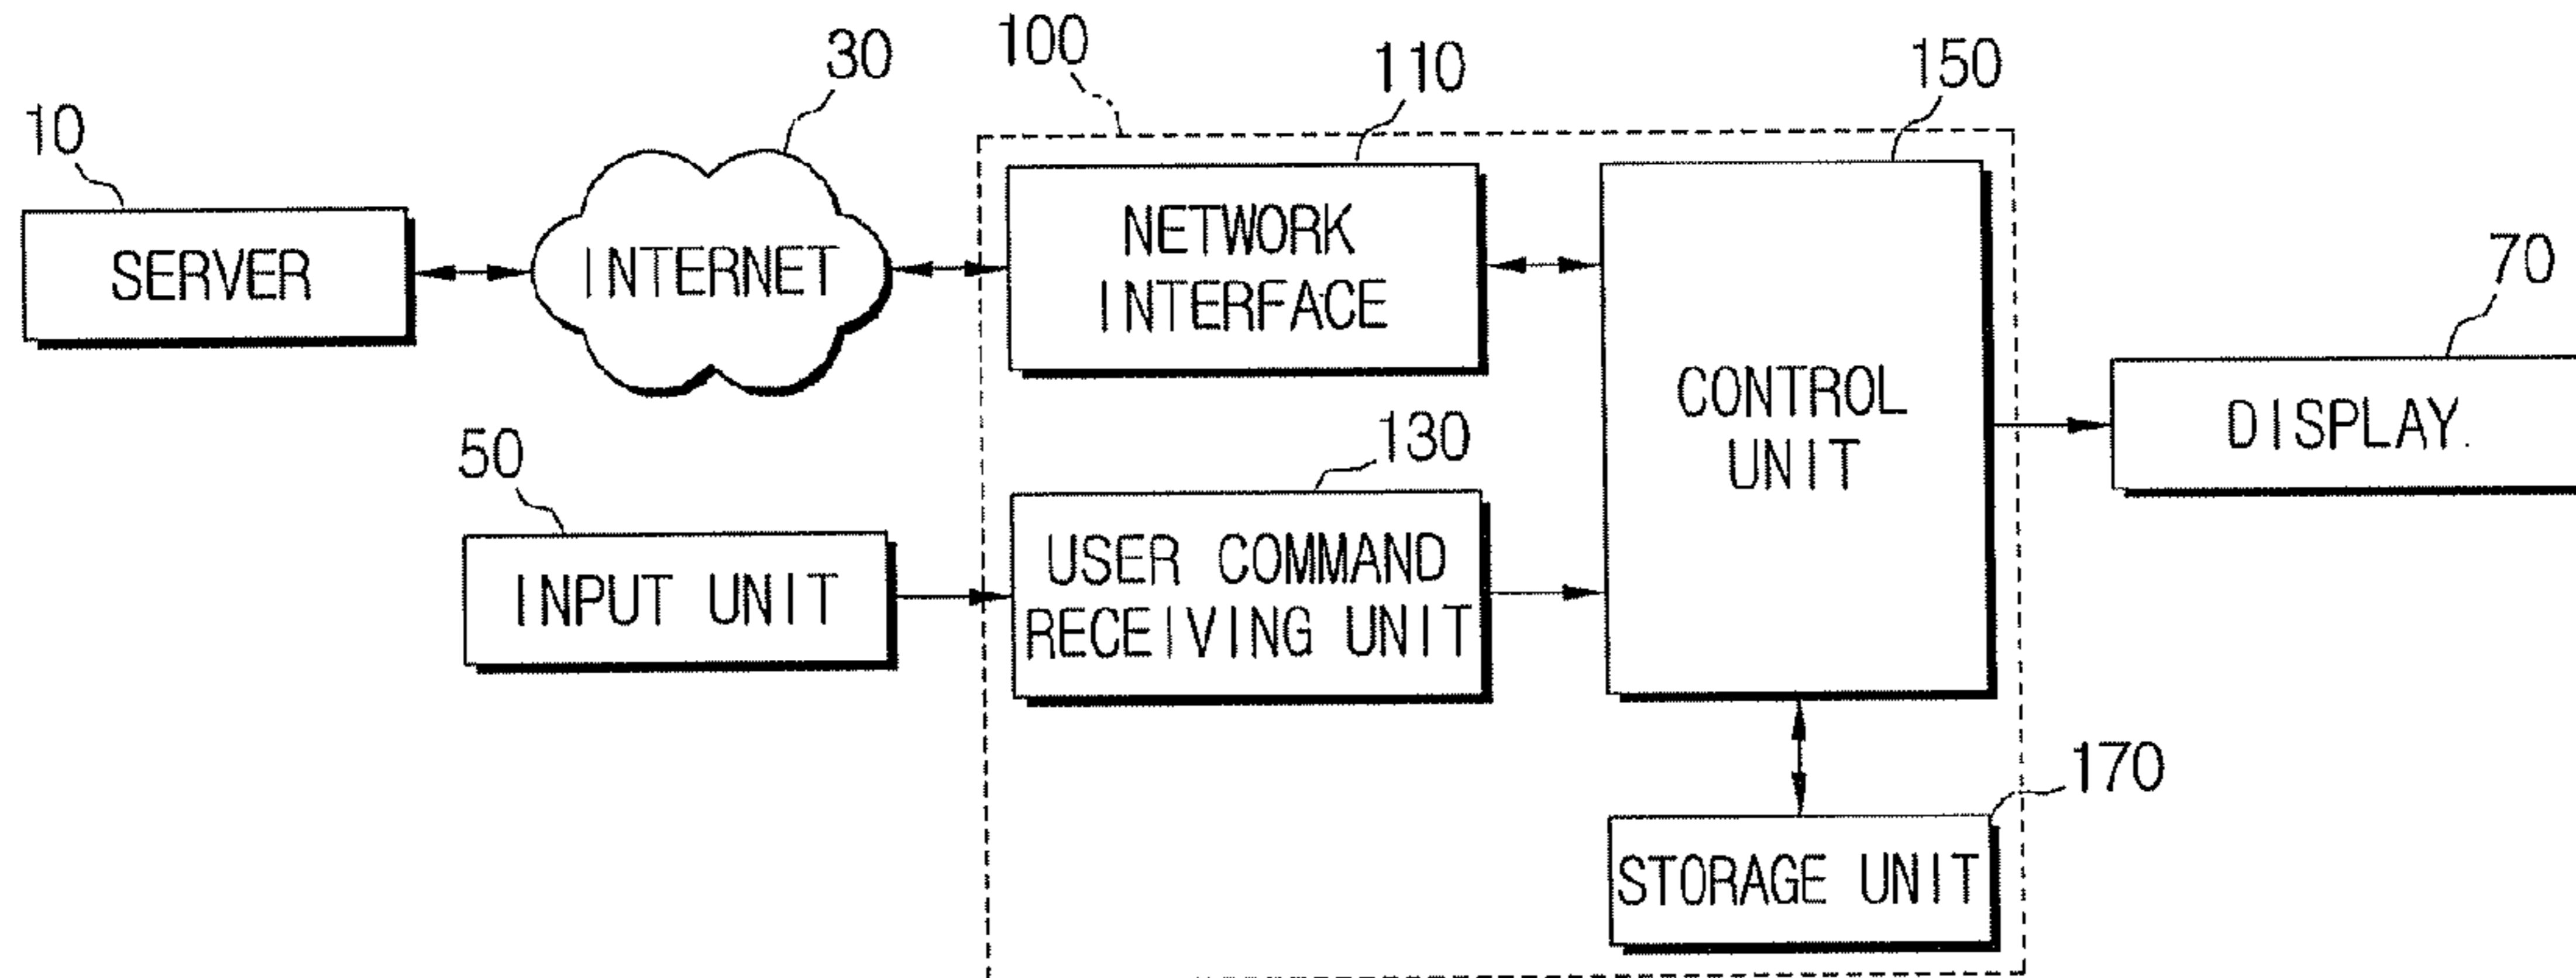 30
100
110
150
10
SERVER
INTERNET
NETWORK
INTERFACE
CONTROL
UNIT
70
DISPLAY.
50
INPUT UNIT
130
USER COMMAND
RECEIVING UNIT
170
STORAGE UNIT